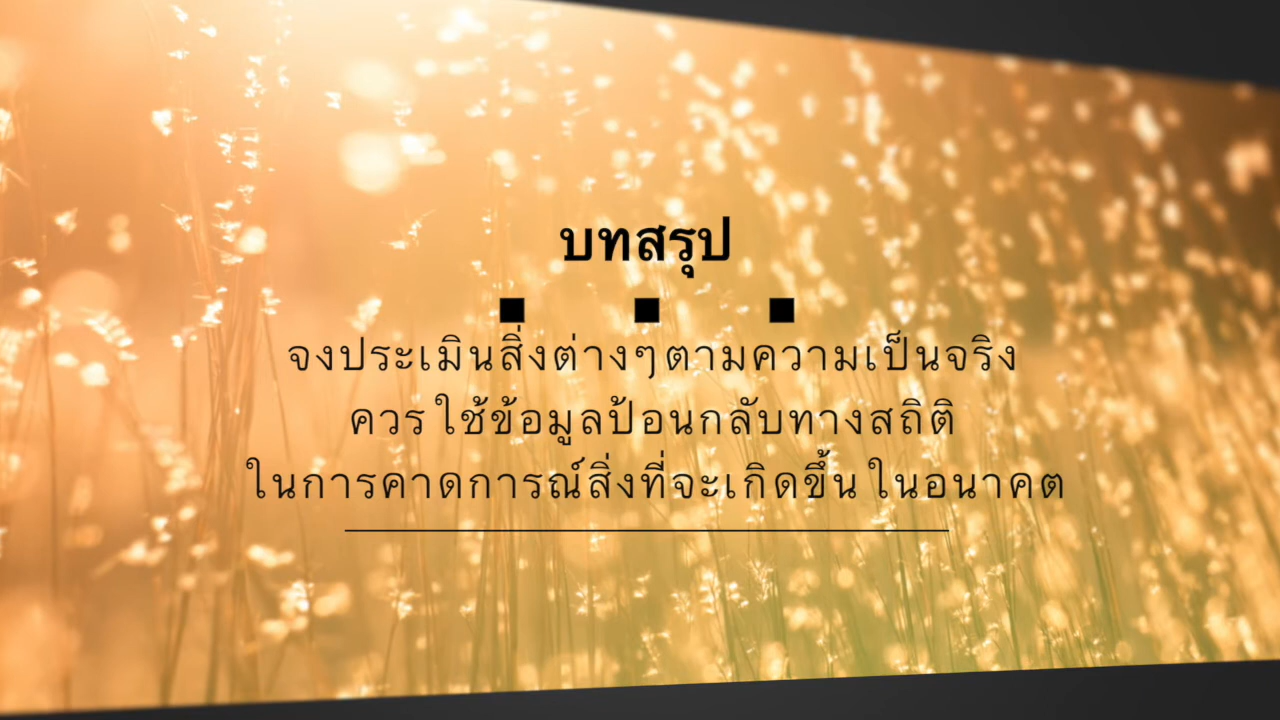 บทสรุป
จงประเมินสิ่งต่างๆตามความเป็นจริง
ควรใช้ข้อมูลป้อนกลับทางสถิติ
ในการคาดการณ์สิ่งที่จะเกิดขึ้นในอนาคต